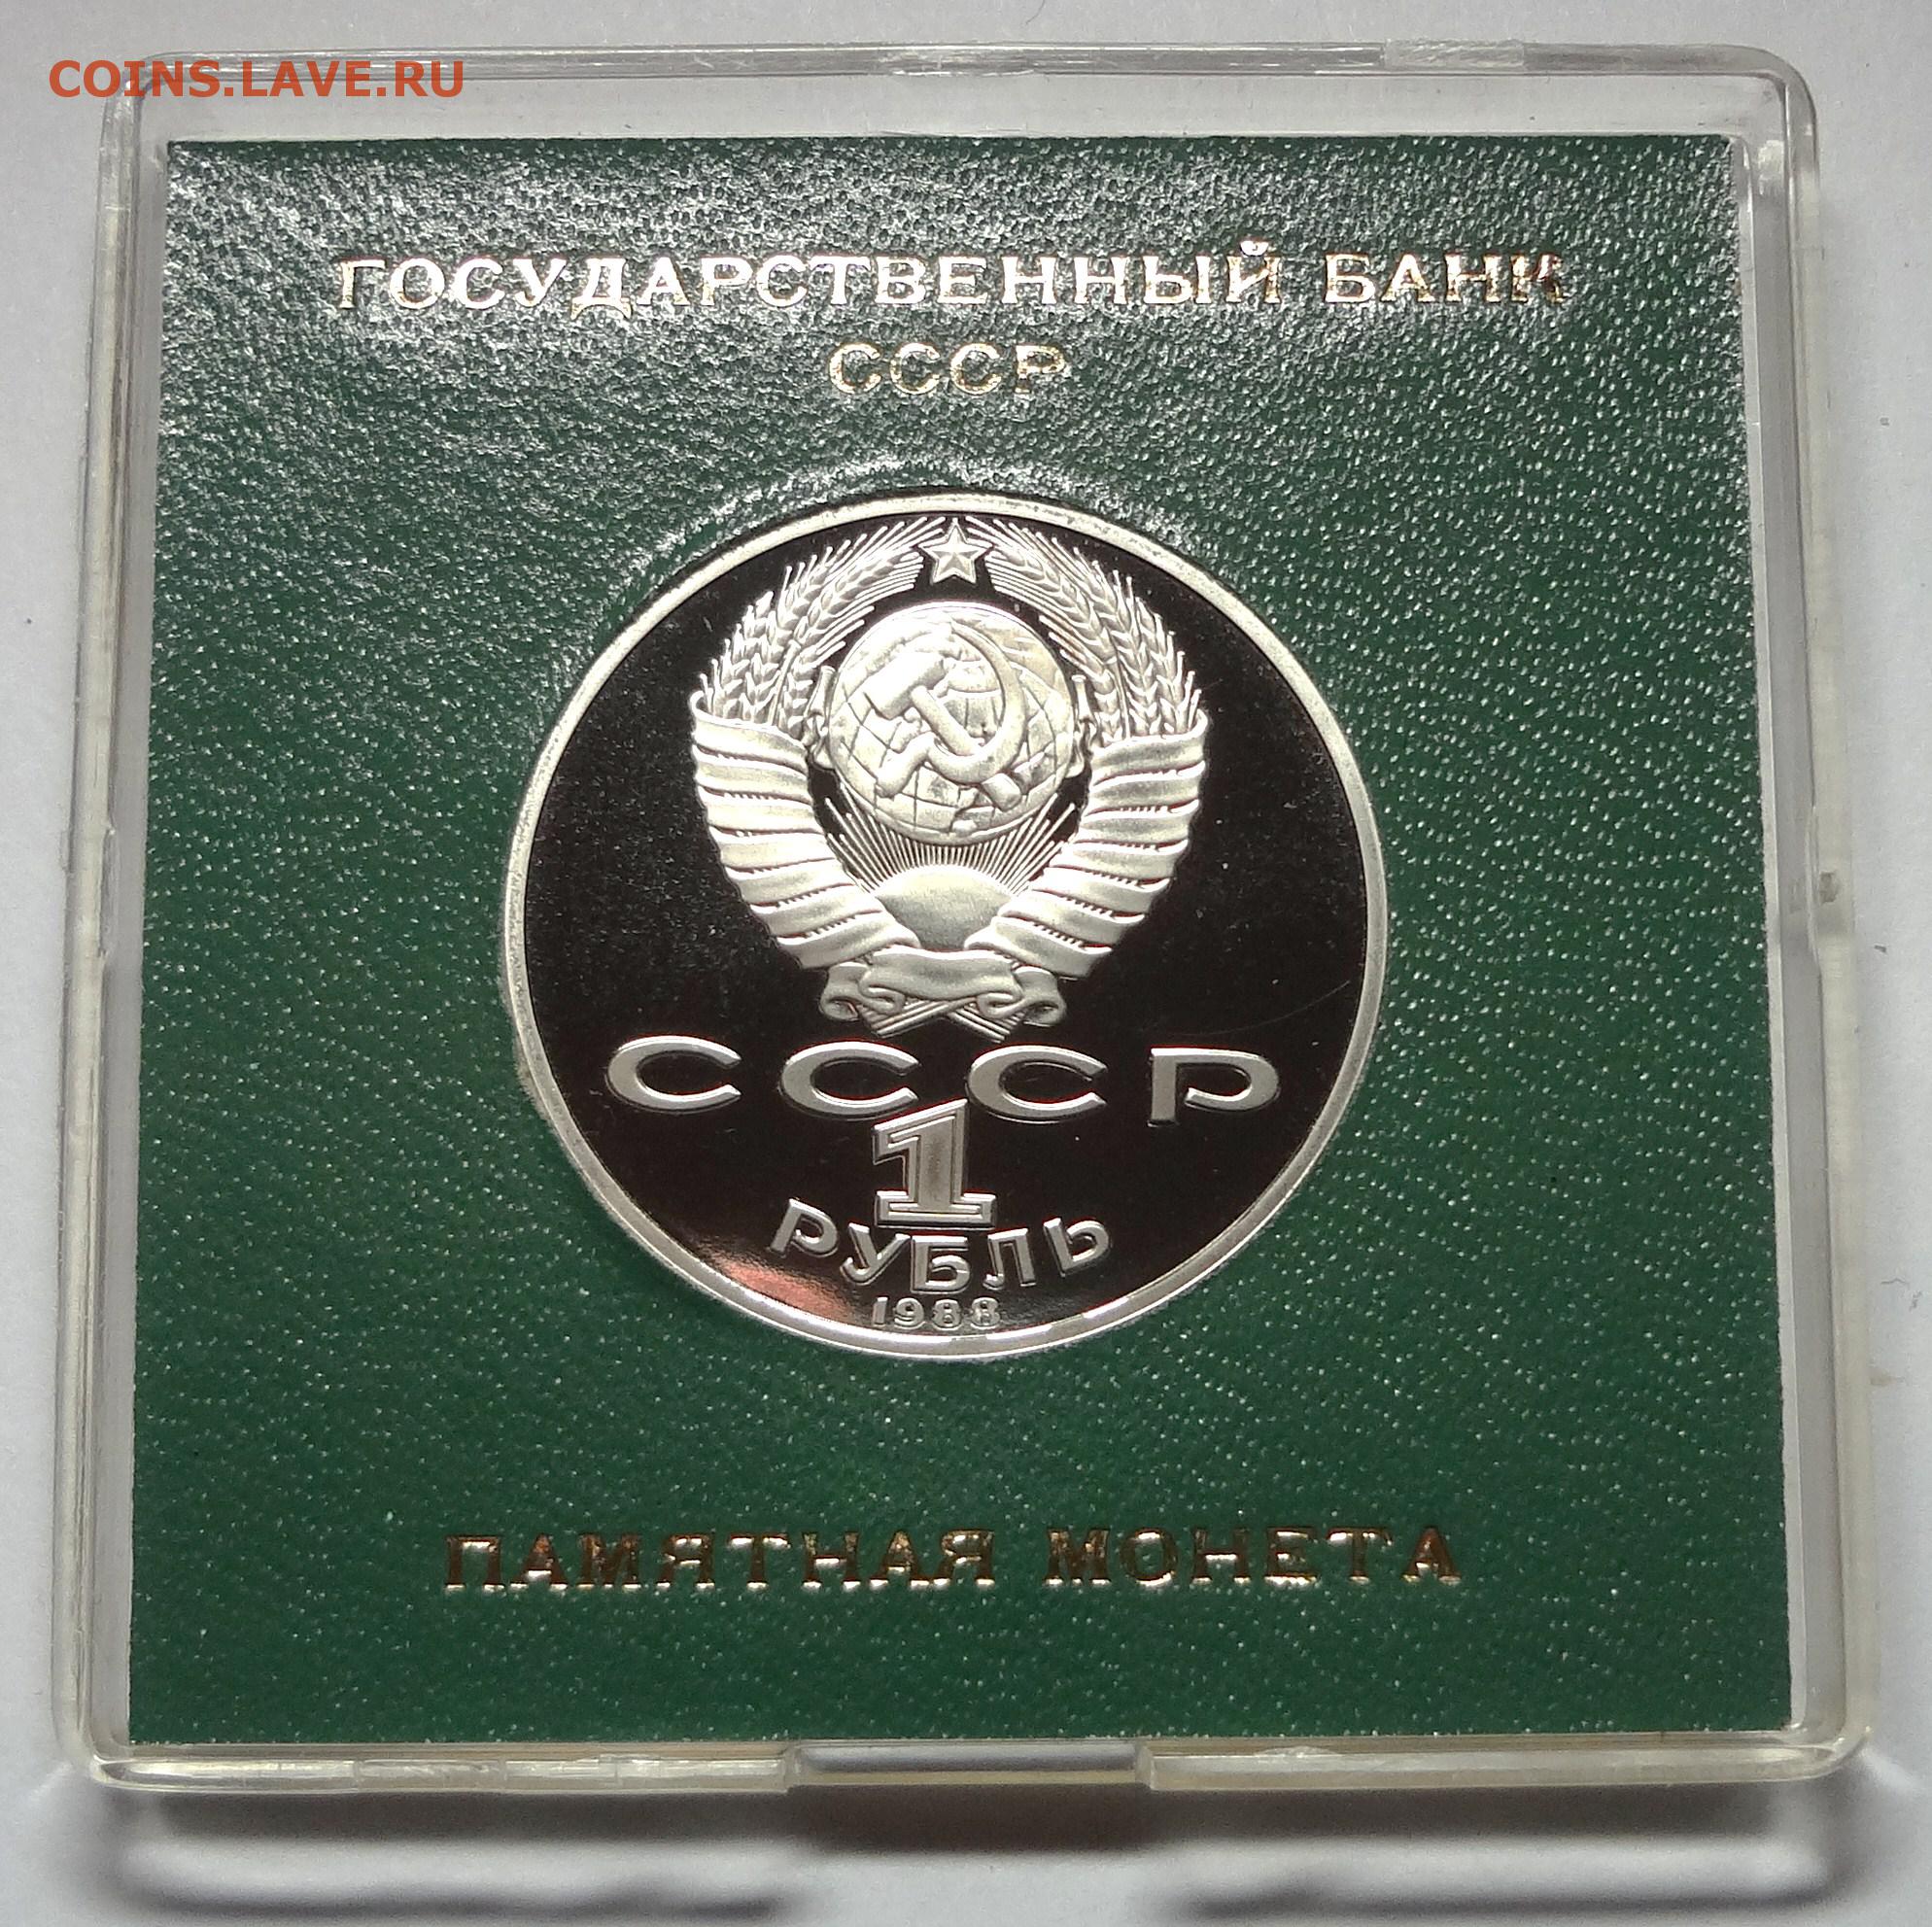 COINS.LAVE.RU
ГОСУДАРСТВЕННЫЙ БАНК
СССР
СССР
1
РУБЛЬ
1988
ПАМЯТНАЯ МОНЕТА